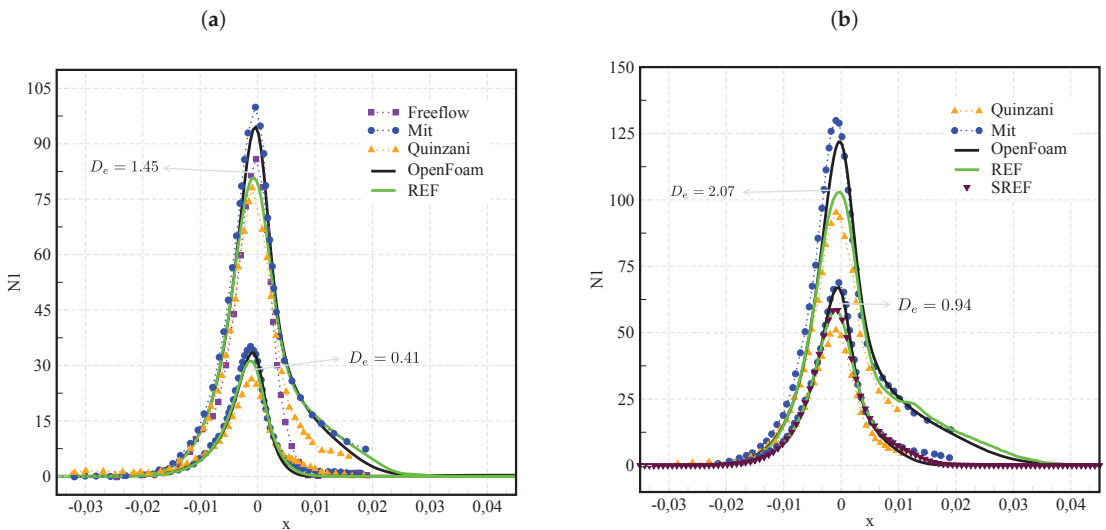 (a)
105
90
75
60
45
30
15
0
N1
-0,03
-0,02
-0,01
0
0,01
0,02
0,03
0,04
x
Freeflow
Mit
Quinzani
OpenFoam
REF
D_e = 1.45
D_e = 0.41
(b)
150
125
100
75
50
25
0
N1
-0,03
-0,02
-0,01
0
0,01
0,02
0,03
0,04
x
Quinzani
Mit
OpenFoam
REF
SREF
D_e = 2.07
D_e = 0.94